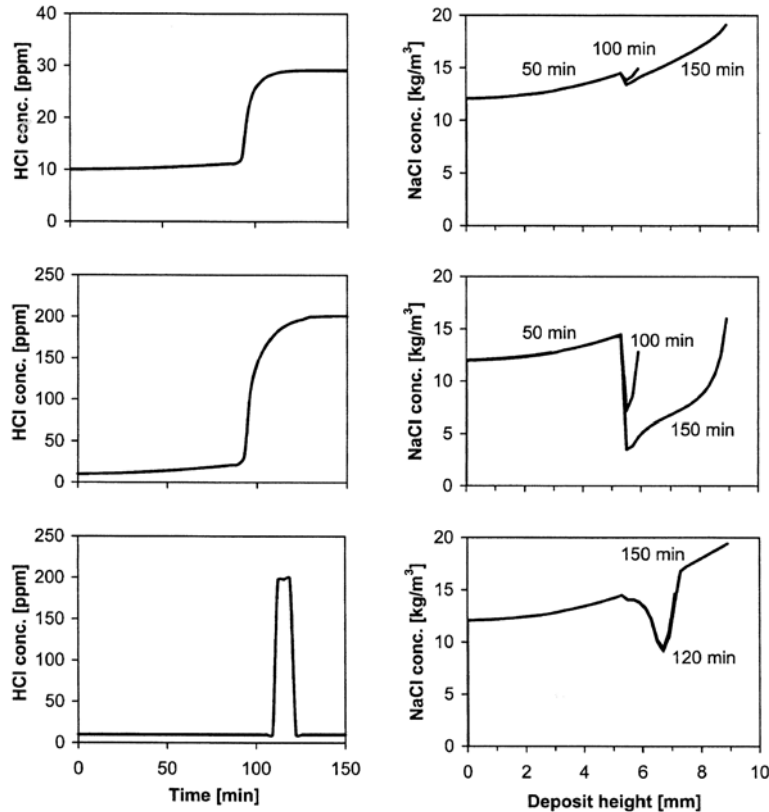 HCl conc. [ppm]
40
30
20
10
0
NaCl conc. [kg/m³]
20
15
10
5
0
50 min
100 min
150 min
HCl conc. [ppm]
250
200
150
100
50
0
NaCl conc. [kg/m³]
20
15
10
5
0
50 min
100 min
150 min
HCl conc. [ppm]
250
200
150
100
50
0
0 50 100 150
Time [min]
NaCl conc. [kg/m³]
20
15
10
5
0
150 min
120 min
0 2 4 6 8 10
Deposit height [mm]